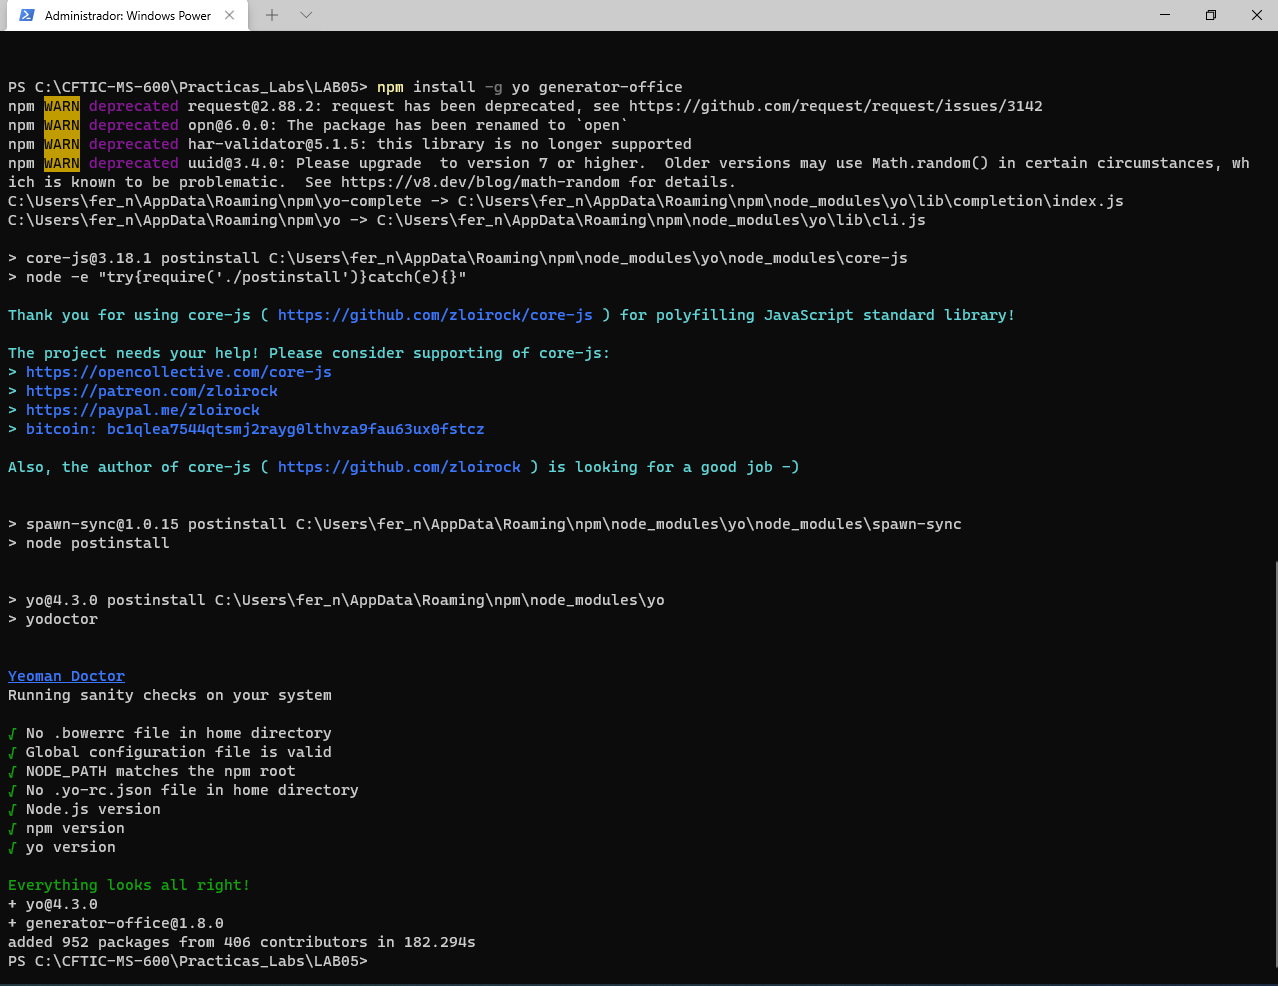 Administrador: Windows Power
PS C:\CFTIC-MS-600\Practicas_Labs\LAB05> npm install -g yo generator-office
npm WARN deprecated request@2.88.2: request has been deprecated, see https://github.com/request/request/issues/3142
npm WARN deprecated opn@6.0.0: The package has been renamed to `open`
npm WARN deprecated har-validator@5.1.5: this library is no longer supported
npm WARN deprecated uuid@3.4.0: Please upgrade  to version 7 or higher.  Older versions may use Math.random() in certain circumstances, wh
ich is known to be problematic.  See https://v8.dev/blog/math-random for details.
C:\Users\fer_n\AppData\Roaming\npm\yo-complete -> C:\Users\fer_n\AppData\Roaming\npm\node_modules\yo\lib\completion\index.js
C:\Users\fer_n\AppData\Roaming\npm\yo -> C:\Users\fer_n\AppData\Roaming\npm\node_modules\yo\lib\cli.js
> core-js@3.18.1 postinstall C:\Users\fer_n\AppData\Roaming\npm\node_modules\yo\node_modules\core-js
> node -e "try{require('./postinstall')}catch(e){}"
Thank you for using core-js ( https://github.com/zloirock/core-js ) for polyfilling JavaScript standard library!
The project needs your help! Please consider supporting of core-js:
> https://opencollective.com/core-js
> https://patreon.com/zloirock
> https://paypal.me/zloirock
> bitcoin: bc1qlea7544qtsmj2rayg0lthvza9fau63ux0fstcz
Also, the author of core-js ( https://github.com/zloirock ) is looking for a good job -)
> spawn-sync@1.0.15 postinstall C:\Users\fer_n\AppData\Roaming\npm\node_modules\yo\node_modules\spawn-sync
> node postinstall
> yo@4.3.0 postinstall C:\Users\fer_n\AppData\Roaming\npm\node_modules\yo
> yodoctor
Yeoman Doctor
Running sanity checks on your system
√ No .bowerrc file in home directory
√ Global configuration file is valid
√ NODE_PATH matches the npm root
√ No .yo-rc.json file in home directory
√ Node.js version
√ npm version
√ yo version
Everything looks all right!
+ yo@4.3.0
+ generator-office@1.8.0
added 952 packages from 406 contributors in 182.294s
PS C:\CFTIC-MS-600\Practicas_Labs\LAB05>